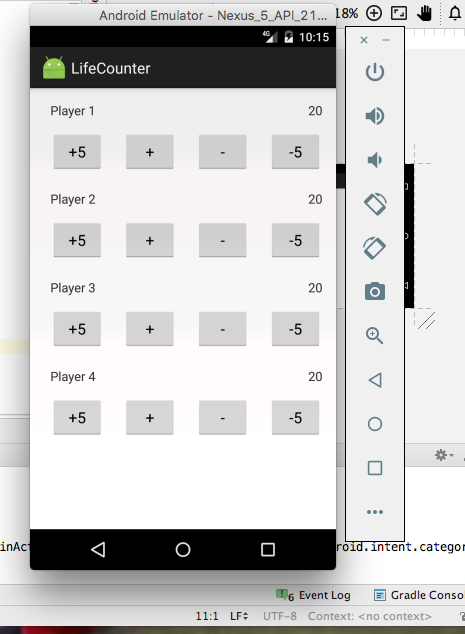 Android Emulator - Nexus_5_API_21...
18%
4G 10:15
LifeCounter
Player 1 20
+5 + - -5
Player 2 20
+5 + - -5
Player 3 20
+5 + - -5
Player 4 20
+5 + - -5
inAct
roid.intent.categor
6 Event Log Gradle Conso
11:1 LF UTF-8 Context: <no context>